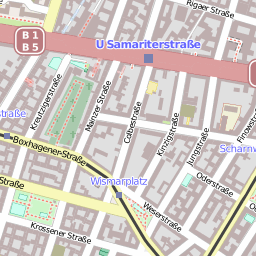 Rigaer Straße
B 1
B 5
U Samariterstraße
Kreutzigerstraße
Mainzer Straße
Colbestraße
Kinzigstraße
Jungstraße
straße
Scharnw
Boxhagener-Straße
Wismarplatz
Oderstraße
Straße
Weserstraße
Krossener Straße